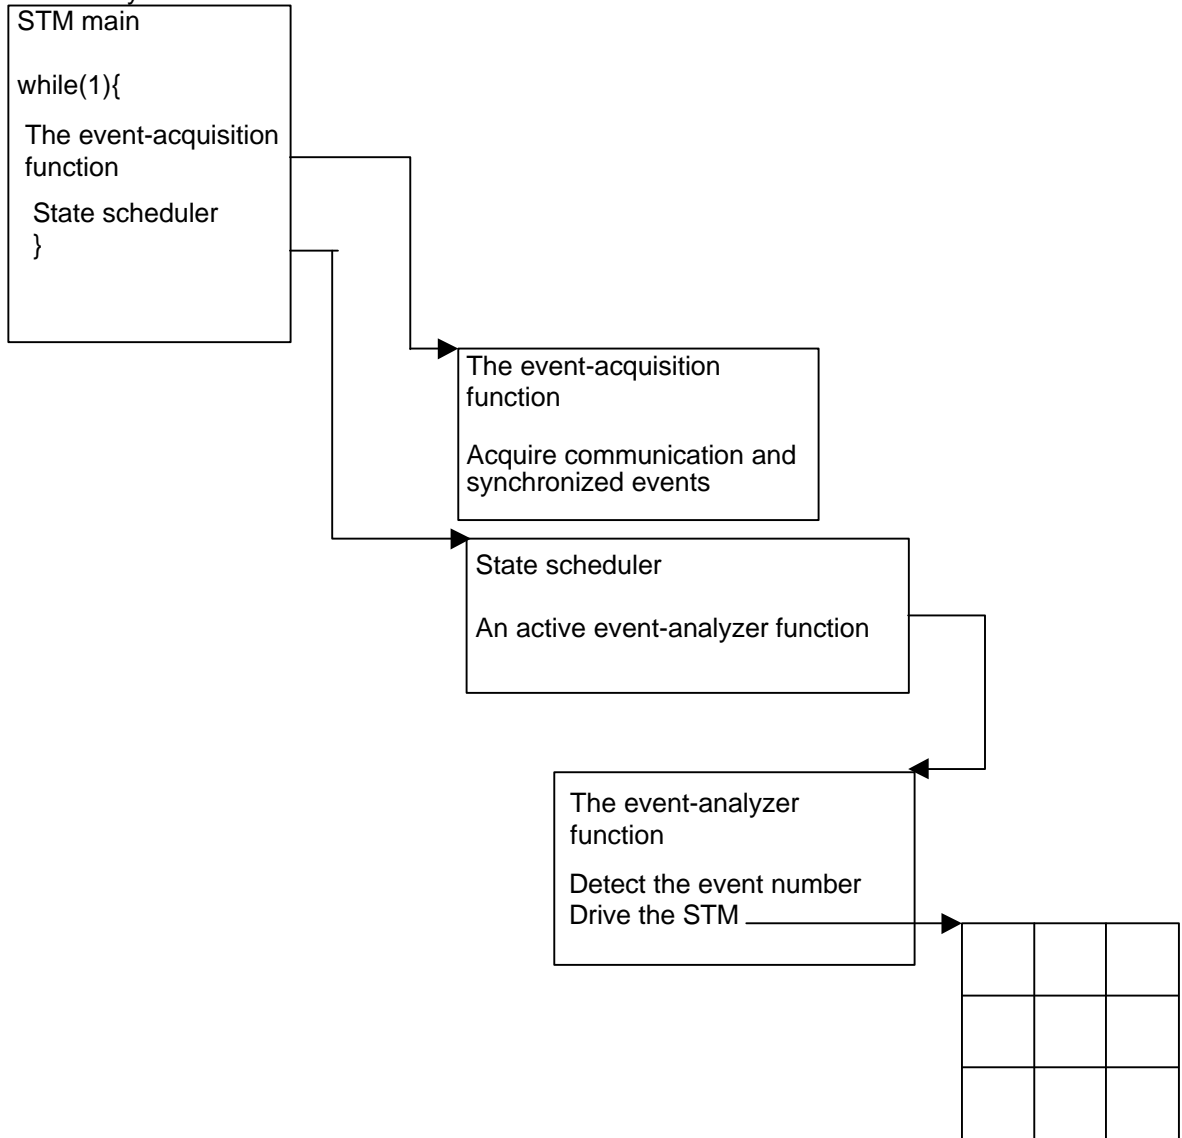 STM main
while(1){
The event-acquisition
function
State scheduler
}
The event-acquisition
function
Acquire communication and
synchronized events
State scheduler
An active event-analyzer function
The event-analyzer
function
Detect the event number
Drive the STM